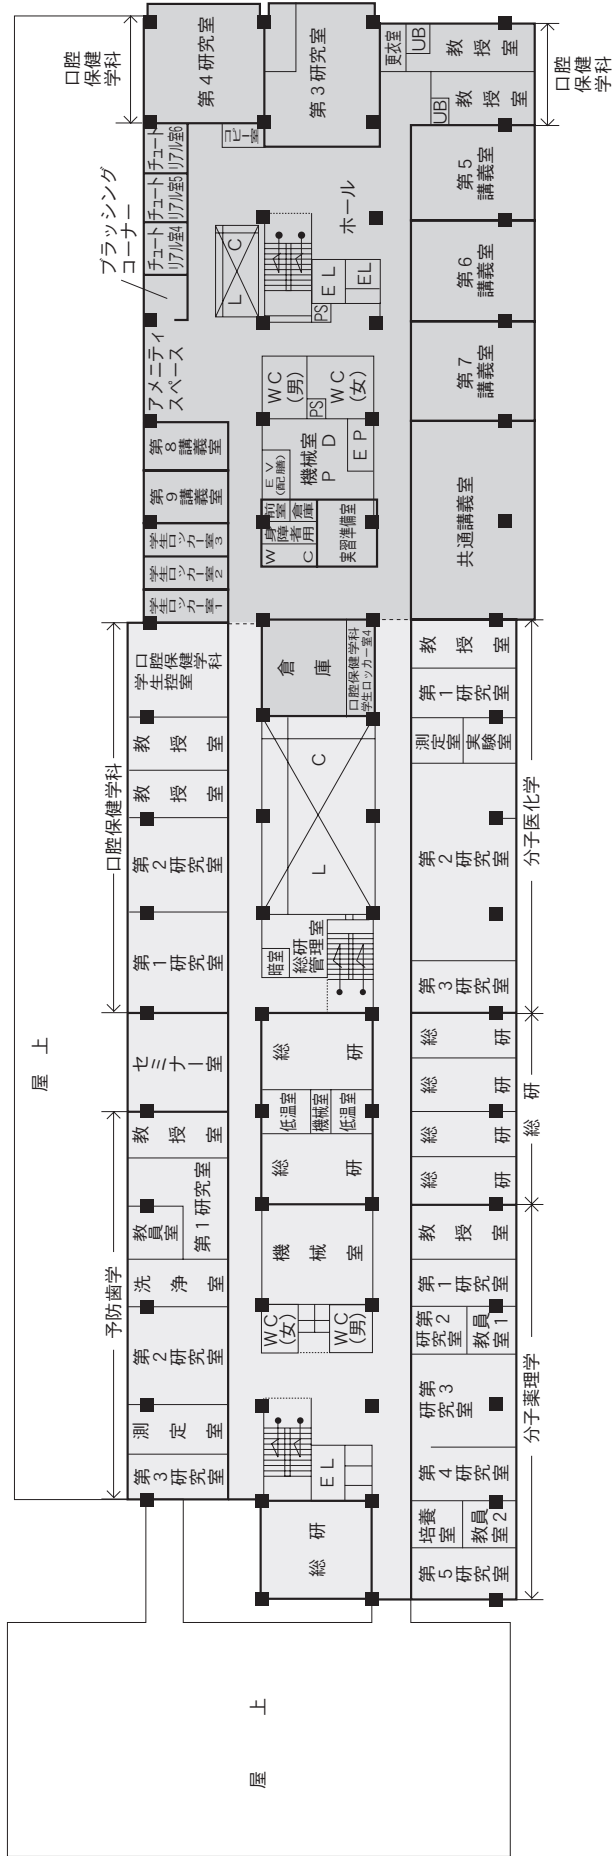 口腔保健学科
第4研究室
第3研究室
更衣室
UB
教授室
UB
教授室
口腔保健学科
コピー室
チュートリアル室6
チュートリアル室5
チュートリアル室4
ブラッシングコーナー
アメニティスペース
ホール
LC
EL
EL
PS
第5講義室
第6講義室
第7講義室
共通講義室
WC(男)
WC(女)
PS
機械室
PD
EP
EV(配膳)
前室
倉庫
身障者用WC
実習準備室
第8講義室
第9講義室
学生ロッカー室3
学生ロッカー室2
学生ロッカー室1
倉庫
口腔保健学科学生ロッカー室4
口腔保健学科
口腔保健学科学生控室
教授室
教授室
第2研究室
第1研究室
セミナー室
LC
暗室
総研管理室
教授室
第1研究室
測定室
実験室
第2研究室
第3研究室
分子医化学
屋上
総研
低温室
機械室
低温室
総研
総研
総研
総研
総研
総研
予防歯学
教授室
第1研究室
教員室
洗浄室
第2研究室
測定室
第3研究室
機械室
WC(女)
WC(男)
EL
総研
教授室
第1研究室
第2研究室
教員室1
第3研究室
第4研究室
培養室
教員室2
第5研究室
分子薬理学
屋上